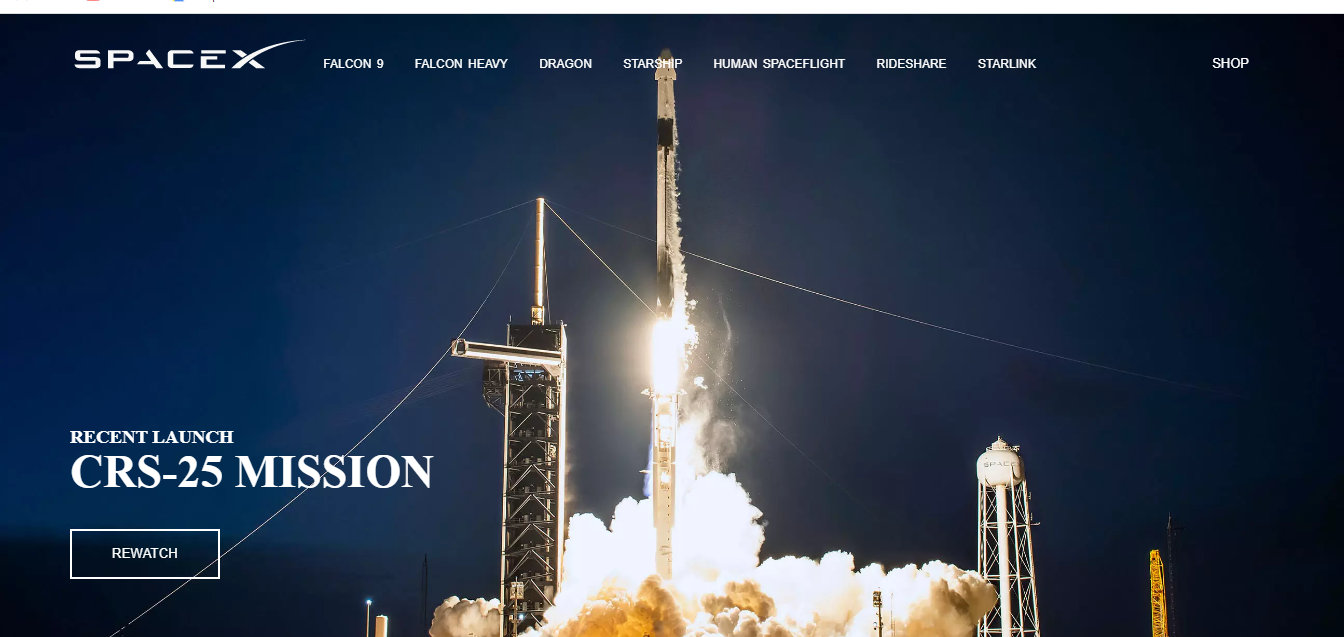 SPACEX FALCON 9 FALCON HEAVY DRAGON STARSHIP HUMAN SPACEFLIGHT RIDESHARE STARLINK SHOP
RECENT LAUNCH
CRS-25 MISSION
SPACEX
REWATCH